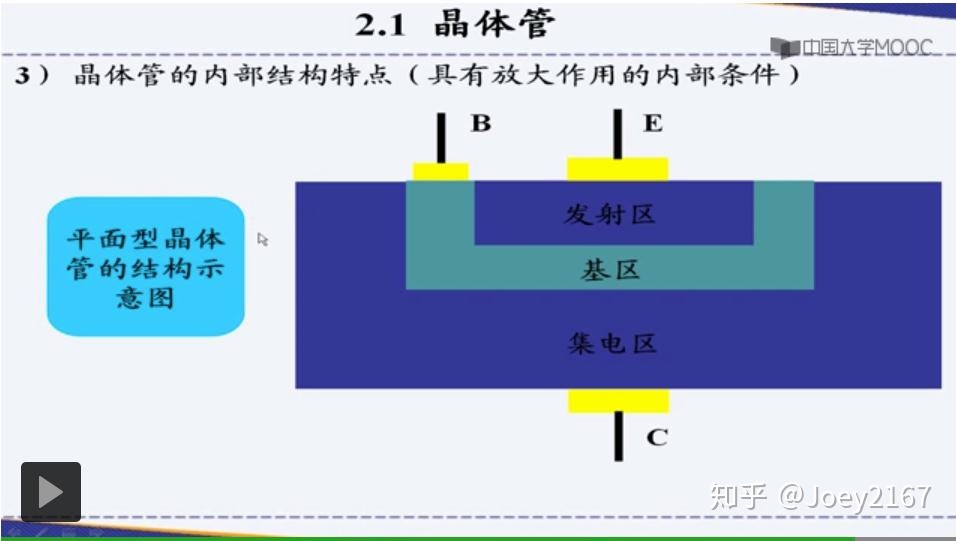 2.1 晶体管
中国大学MOOC
3） 晶体管的内部结构特点（具有放大作用的内部条件）
B
E
发射区
平面型晶体
管的结构示
意图
基区
集电区
C
知乎 @Joey2167